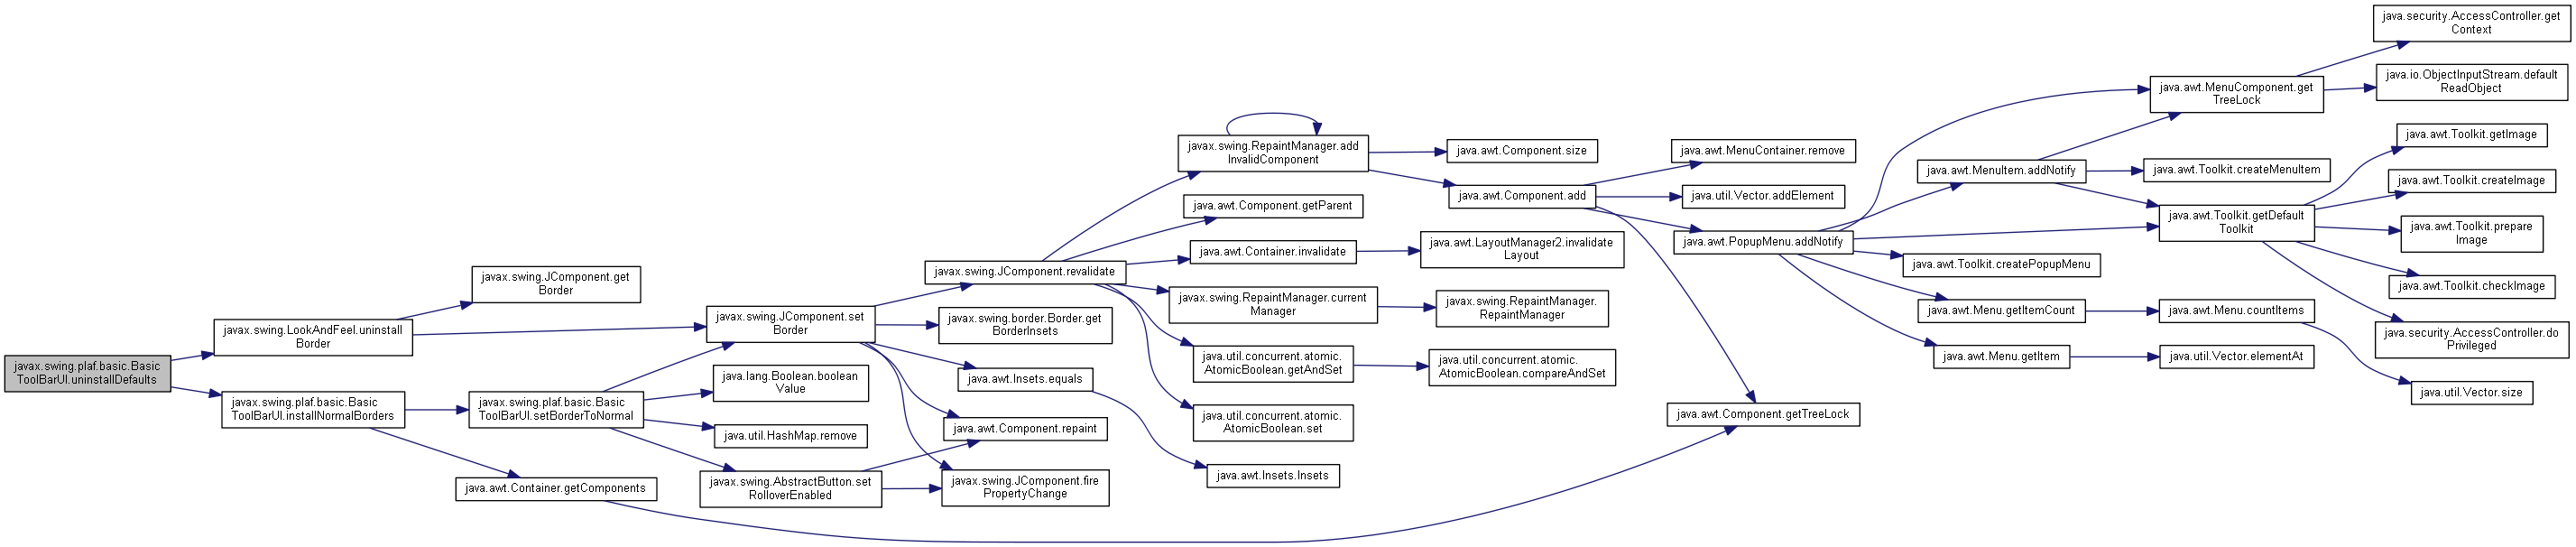 javax.swing.plaf.basic.Basic
ToolBarUI.uninstallDefaults
javax.swing.LookAndFeel.uninstall
Border
javax.swing.plaf.basic.Basic
ToolBarUI.installNormalBorders
javax.swing.JComponent.get
Border
javax.swing.plaf.basic.Basic
ToolBarUI.setBorderToNormal
java.awt.Container.getComponents
javax.swing.JComponent.set
Border
java.lang.Boolean.boolean
Value
java.util.HashMap.remove
javax.swing.AbstractButton.set
RolloverEnabled
javax.swing.JComponent.revalidate
javax.swing.border.Border.get
BorderInsets
java.awt.Insets.equals
java.awt.Component.repaint
javax.swing.JComponent.fire
PropertyChange
javax.swing.RepaintManager.add
InvalidComponent
java.awt.Component.getParent
java.awt.Container.invalidate
javax.swing.RepaintManager.current
Manager
java.util.concurrent.atomic.
AtomicBoolean.getAndSet
java.util.concurrent.atomic.
AtomicBoolean.set
java.awt.Insets.Insets
java.awt.Component.size
java.awt.Component.add
java.awt.LayoutManager2.invalidate
Layout
javax.swing.RepaintManager.
RepaintManager
java.util.concurrent.atomic.
AtomicBoolean.compareAndSet
java.awt.MenuContainer.remove
java.util.Vector.addElement
java.awt.PopupMenu.addNotify
java.awt.Component.getTreeLock
java.awt.MenuItem.addNotify
java.awt.Toolkit.createPopupMenu
java.awt.Menu.getItemCount
java.awt.Menu.getItem
java.awt.MenuComponent.get
TreeLock
java.awt.Toolkit.createMenuItem
java.awt.Toolkit.getDefault
Toolkit
java.awt.Menu.countItems
java.util.Vector.elementAt
java.security.AccessController.get
Context
java.io.ObjectInputStream.default
ReadObject
java.awt.Toolkit.getImage
java.awt.Toolkit.createImage
java.awt.Toolkit.prepare
Image
java.awt.Toolkit.checkImage
java.security.AccessController.do
Privileged
java.util.Vector.size